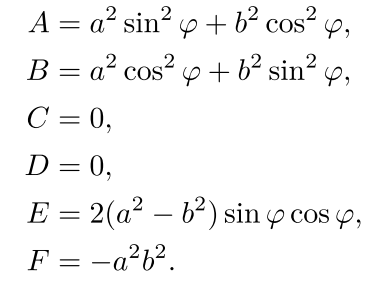 A = a² sin² φ + b² cos² φ,
B = a² cos² φ + b² sin² φ,
C = 0,
D = 0,
E = 2(a² − b²) sin φ cos φ,
F = −a²b².